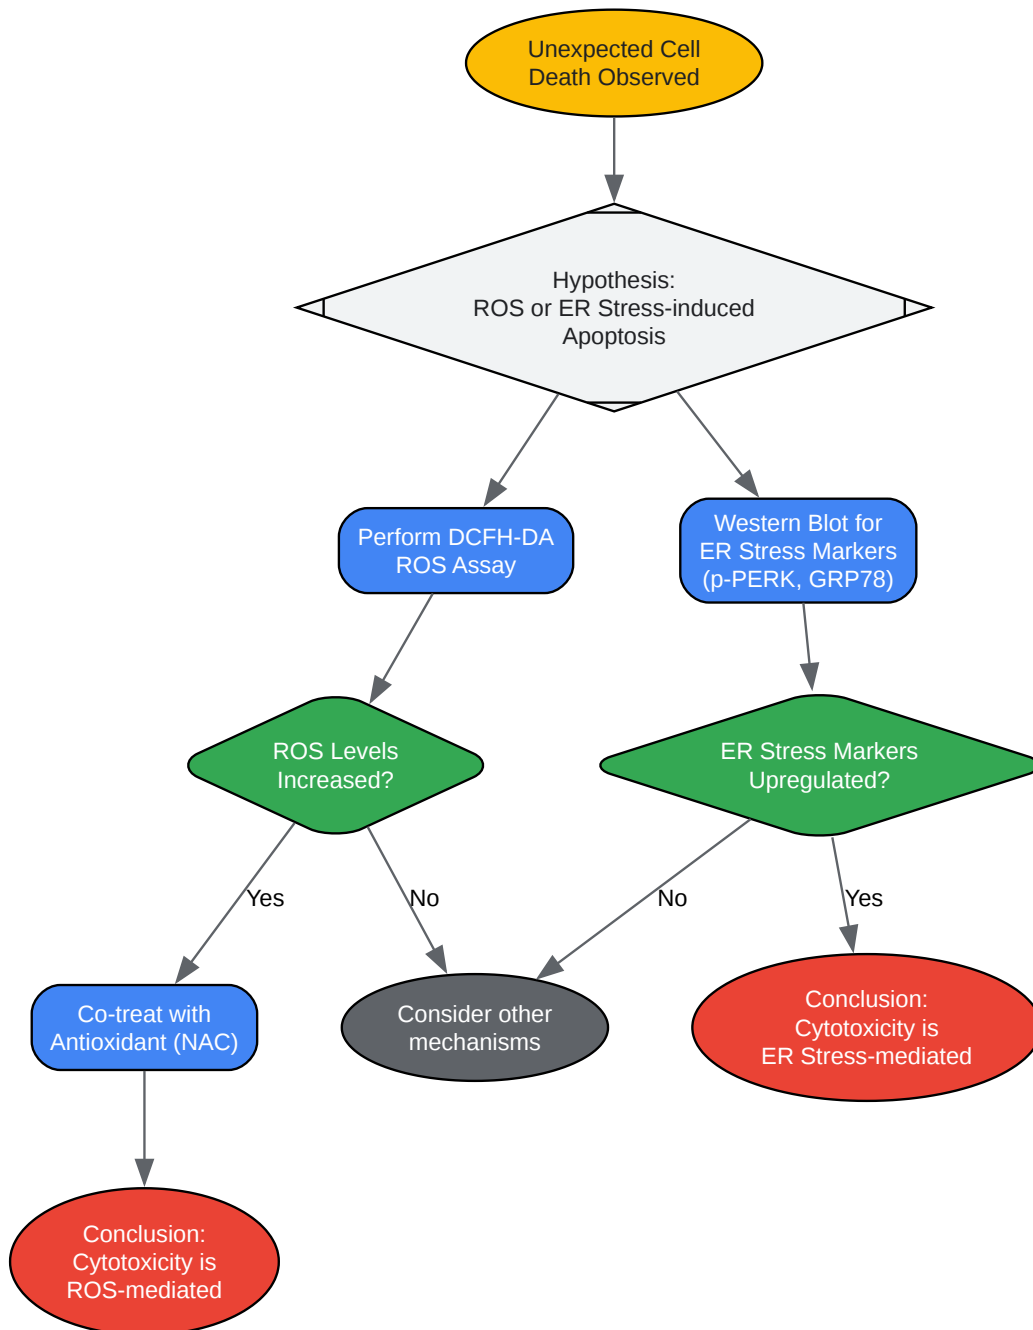 Unexpected Cell
Death Observed
Hypothesis:
ROS or ER Stress-induced
Apoptosis
Perform DCFH-DA
ROS Assay
Western Blot for
ER Stress Markers
(p-PERK, GRP78)
ROS Levels
Increased?
ER Stress Markers
Upregulated?
Yes
No
No
Yes
Co-treat with
Antioxidant (NAC)
Consider other
mechanisms
Conclusion:
Cytotoxicity is
ER Stress-mediated
Conclusion:
Cytotoxicity is
ROS-mediated